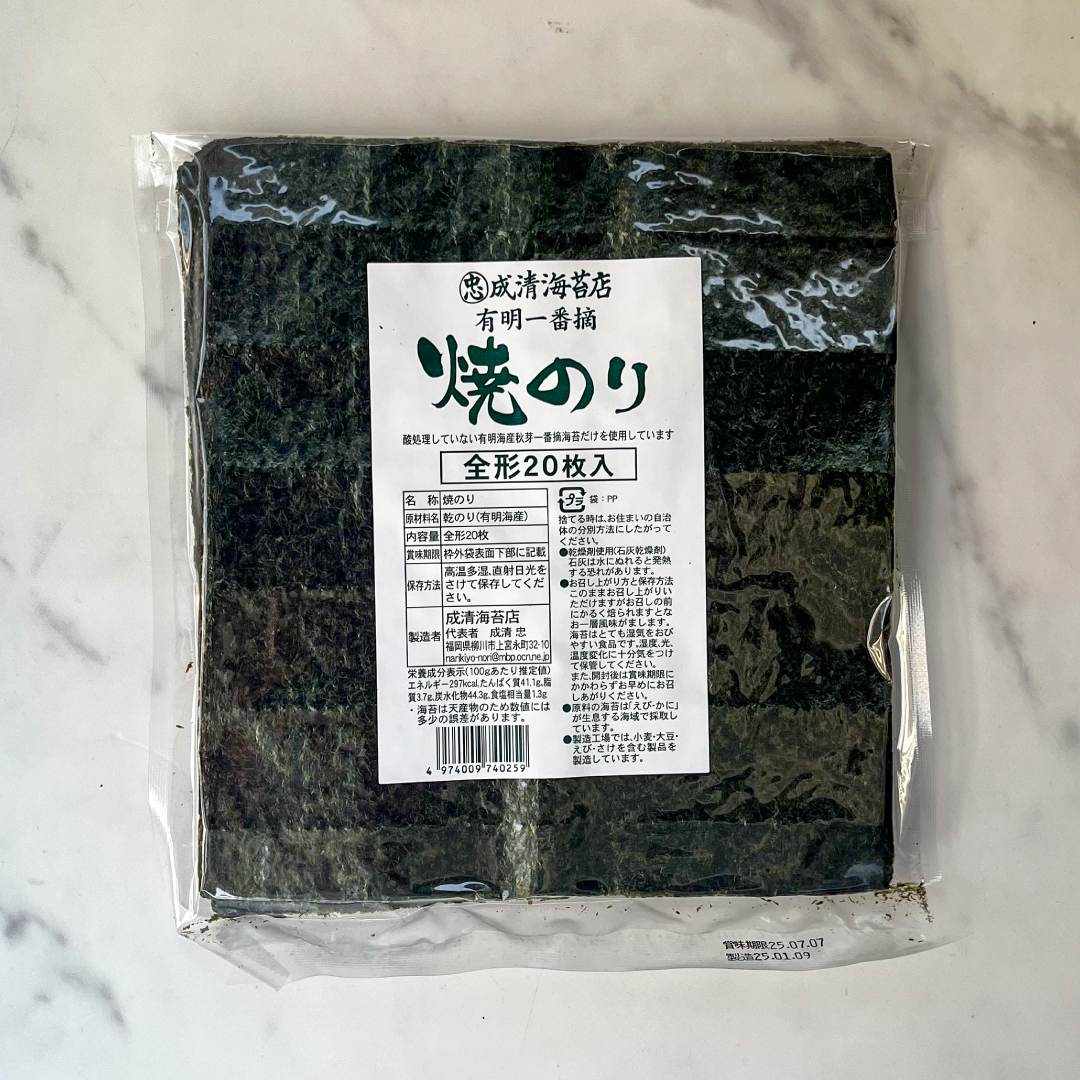 忠 成清海苔店
有明一番摘
焼のり
酸処理していない有明海産秋芽一番摘海苔だけを使用しています
全形20枚入
名 称 焼のり
原材料名 乾のり(有明海産)
内容量 全形20枚
賞味期限 枠外袋表面下部に記載
保存方法 高温多湿、直射日光を
さけて保存してくだ
さい。
製造者 成清海苔店
代表者 成清 忠
福岡県柳川市上宮永町32-10
narikiyo-nori@mbp.ocn.ne.jp
栄養成分表示(100gあたり推定値)
エネルギー297kcal,たんぱく質41.1g,脂
質3.7g,炭水化物44.3g,食塩相当量1.3g
・海苔は天産物のため数値には
多少の誤差があります。
4 974009 740259
プラ 袋:PP
捨てる時は、お住まいの自治
体の分別方法にしたがって
ください。
●乾燥剤使用(石灰乾燥剤)
石灰は水にぬれると発熱
する恐れがあります。
●お召し上がり方と保存方法
このままお召し上がりい
ただけますがお召しの前
にかるく焙られますとな
お一層風味がまします。
海苔はとても湿気をおび
やすい食品です。湿度、光、
温度変化に十分気をつけ
て保管してください。
また、開封後は賞味期限に
かかわらずお早めにお召
しあがりください。
●原料の海苔は「えび・かに」
が生息する海域で採取し
ています。
●製造工場では、小麦・大豆・
えび・さけを含む製品を
製造しています。
賞味期限25.07.07
製造25.01.09